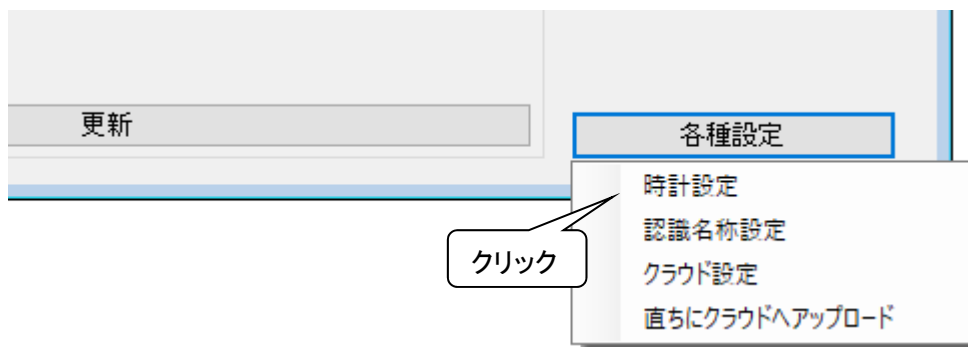 更新
各種設定
時計設定
認識名称設定
クラウド設定
直ちにクラウドへアップロード
クリック